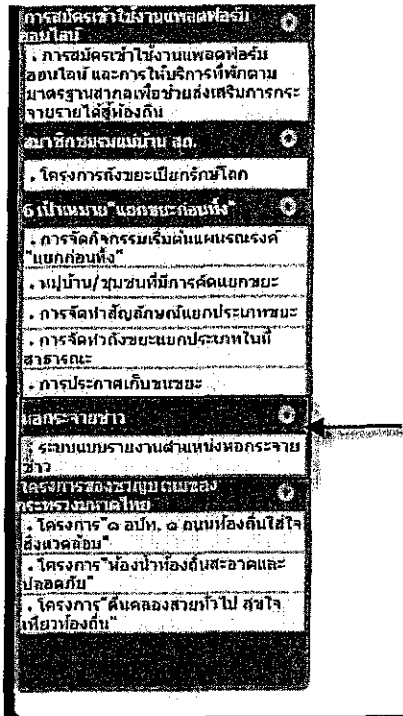 การสมัครเข้าใช้งานแพลตฟอร์ม
ออนไลน์
. การสมัครเข้าใช้งานแพลตฟอร์ม
ออนไลน์ และการให้บริการที่พักตาม
มาตรฐานสากลเพื่อช่วยส่งเสริมการกระ
จายรายได้สู่ท้องถิ่น
สมาชิกชมรมแม่บ้าน สถ.
. โครงการถังขยะเปียกรักษ์โลก
6 เป้าหมาย"แยกขยะก่อนทิ้ง"
. การจัดกิจกรรมเริ่มต้นแผนรณรงค์
"แยกก่อนทิ้ง"
. หมู่บ้าน/ชุมชนที่มีการคัดแยกขยะ
. การจัดทำสัญลักษณ์แยกประเภทขยะ
. การจัดทำถังขยะแยกประเภทในที่
สาธารณะ
. การประกาศเก็บขนขยะ
หอกระจายข่าว
ระบบแบบรายงานตำแหน่งหอกระจาย
ข่าว
โครงการของขวัญปีใหม่ของ
กระทรวงมหาดไทย
. โครงการ"๑ อปท. ๑ ถนนท้องถิ่นใส่ใจ
สิ่งแวดล้อม"
. โครงการ"ห้องน้ำท้องถิ่นสะอาดและ
ปลอดภัย"
. โครงการ"คืนคลองสวยทั่วไป สุขใจ
เที่ยวท้องถิ่น"